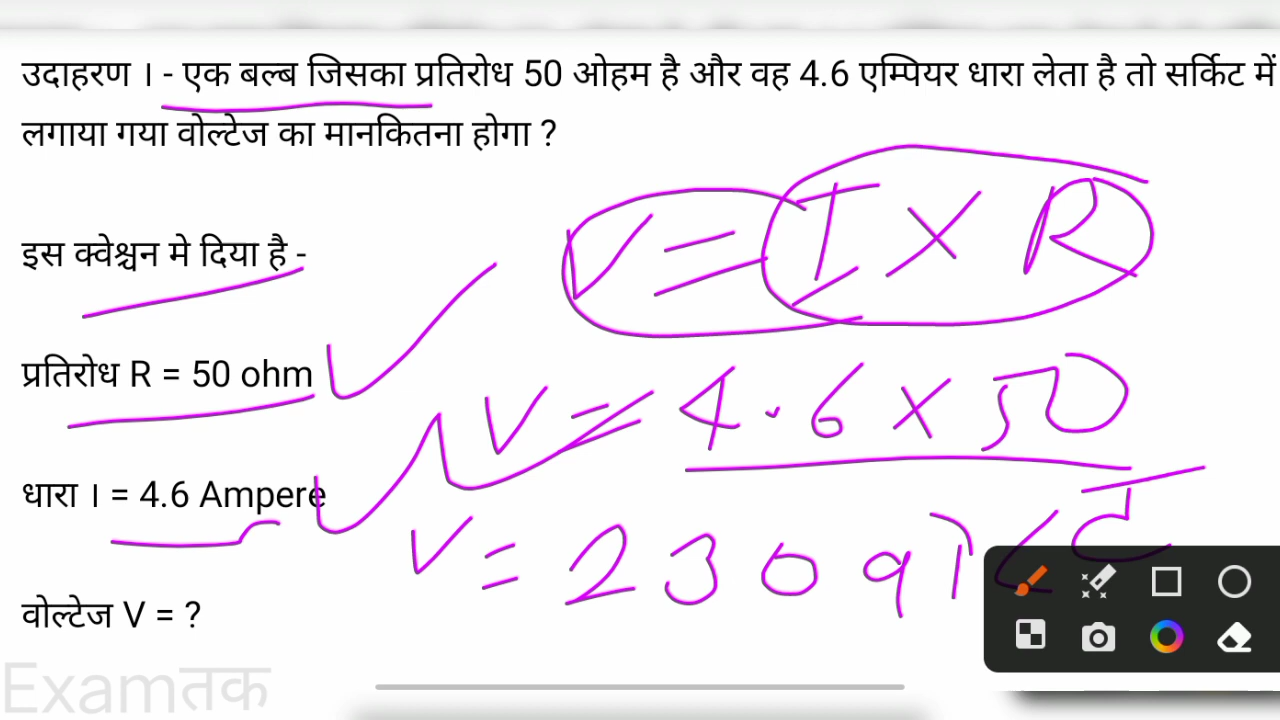 उदाहरण । - एक बल्ब जिसका प्रतिरोध 50 ओहम है और वह 4.6 एम्पियर धारा लेता है तो सर्किट में
लगाया गया वोल्टेज का मानकितना होगा ?
V = I × R
इस क्वेश्चन मे दिया है -
प्रतिरोध R = 50 ohm
V = 4.6 × 50
धारा । = 4.6 Ampere
V = 230 वोल्ट
वोल्टेज V = ?
Examतक